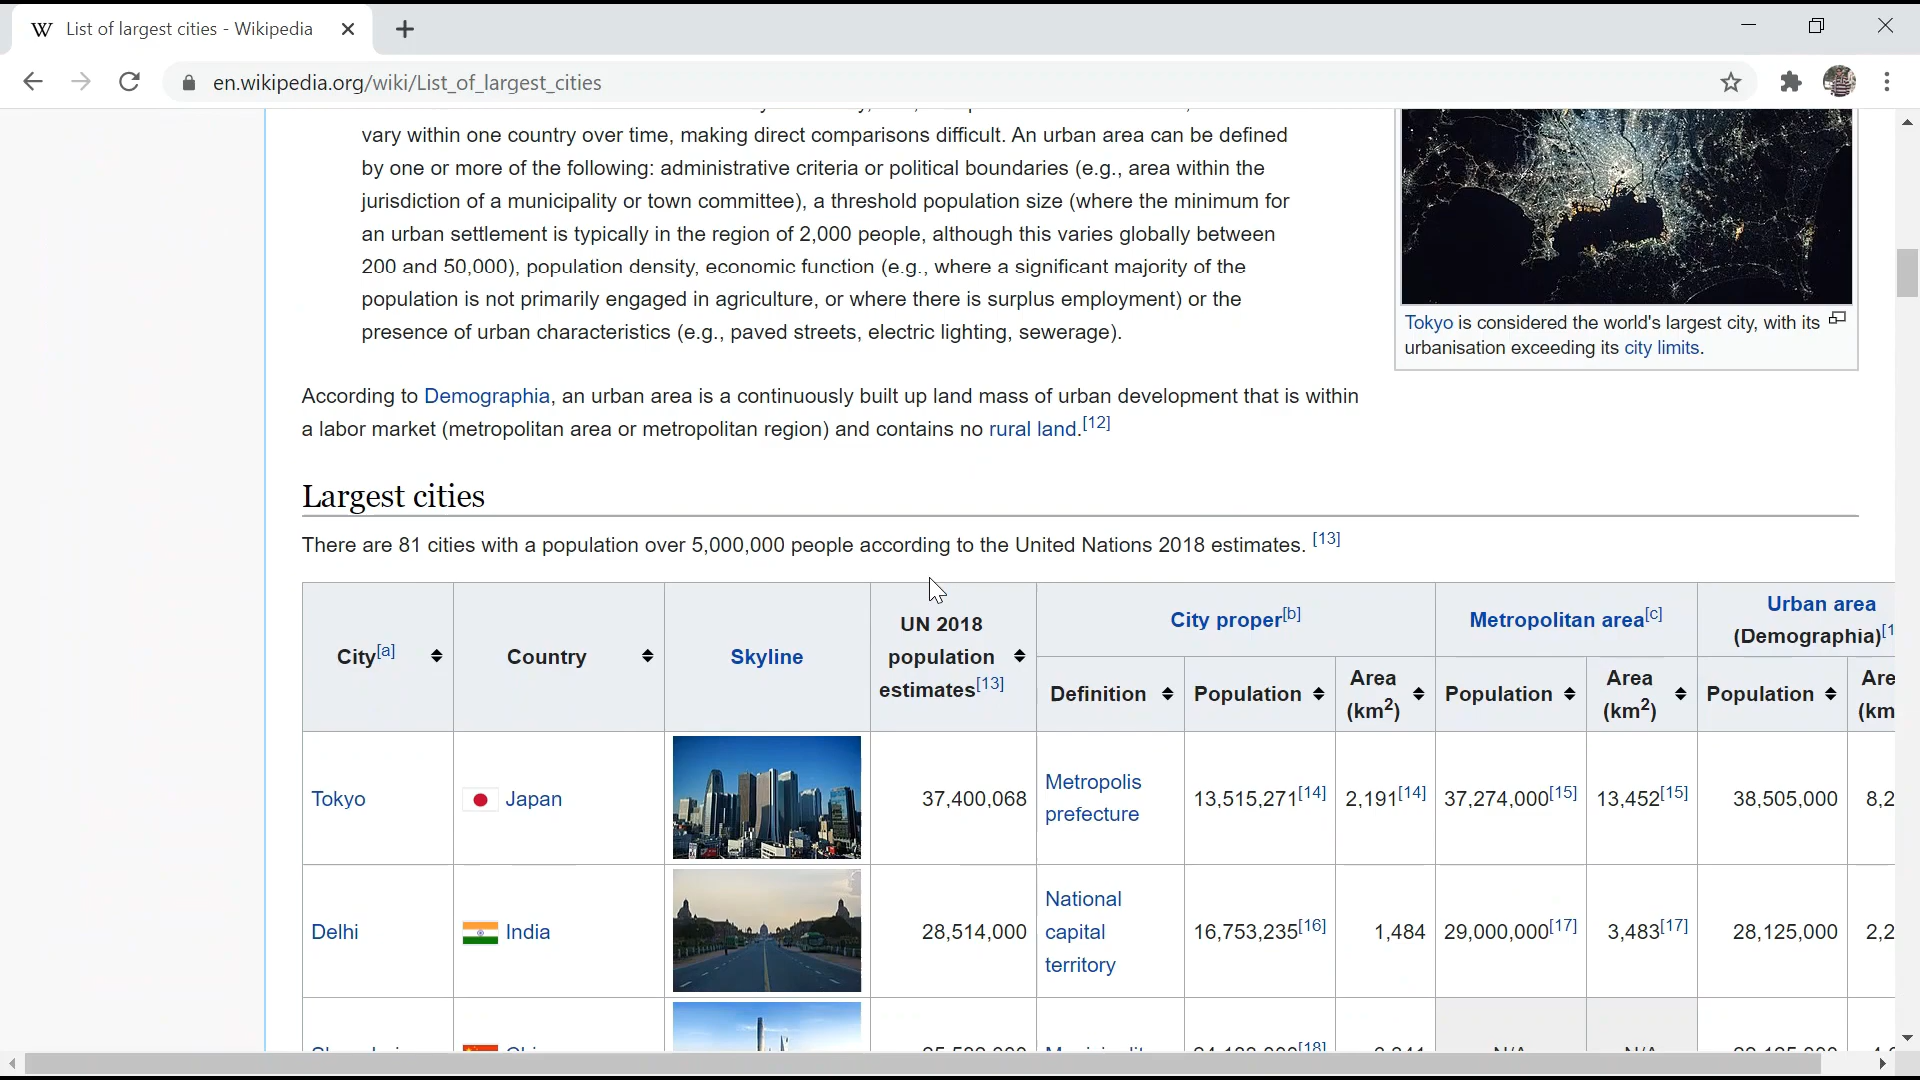 List of largest cities - Wikipedia
en.wikipedia.org/wiki/List_of_largest_cities
vary within one country over time, making direct comparisons difficult. An urban area can be defined
by one or more of the following: administrative criteria or political boundaries (e.g., area within the
jurisdiction of a municipality or town committee), a threshold population size (where the minimum for
an urban settlement is typically in the region of 2,000 people, although this varies globally between
200 and 50,000), population density, economic function (e.g., where a significant majority of the
population is not primarily engaged in agriculture, or where there is surplus employment) or the
presence of urban characteristics (e.g., paved streets, electric lighting, sewerage).
Tokyo is considered the world's largest city, with its
urbanisation exceeding its city limits.
According to Demographia, an urban area is a continuously built up land mass of urban development that is within
a labor market (metropolitan area or metropolitan region) and contains no rural land.[12]
Largest cities
There are 81 cities with a population over 5,000,000 people according to the United Nations 2018 estimates. [13]
City[a]
Country
Skyline
UN 2018
population
estimates[13]
City proper[b]
Metropolitan area[c]
Urban area
(Demographia)[1
Definition
Population
Area
(km2)
Population
Area
(km2)
Population
Are
(km
Tokyo
Japan
37,400,068
Metropolis
prefecture
13,515,271[14]
2,191[14]
37,274,000[15]
13,452[15]
38,505,000
8,2
Delhi
India
28,514,000
National
capital
territory
16,753,235[16]
1,484
29,000,000[17]
3,483[17]
28,125,000
2,2